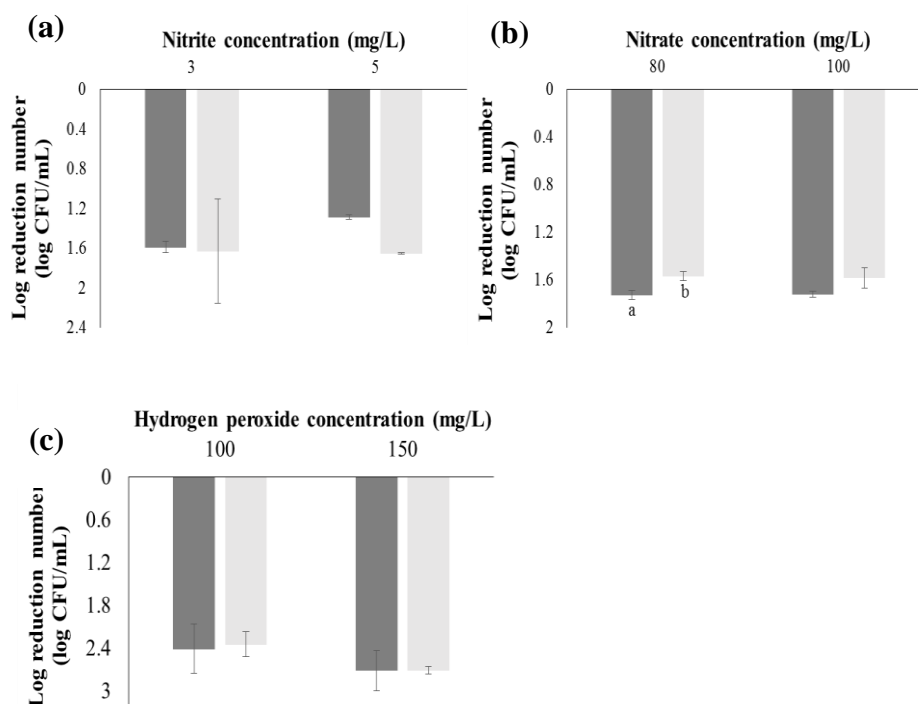 (a)
Nitrite concentration (mg/L)
3 5
0
0.4
0.8
1.2
1.6
2
2.4
Log reduction number
(log CFU/mL)
(b)
Nitrate concentration (mg/L)
80 100
0
0.4
0.8
1.2
1.6
2
Log reduction number
(log CFU/mL)
a b
(c)
Hydrogen peroxide concentration (mg/L)
100 150
0
0.6
1.2
1.8
2.4
3
Log reduction number
(log CFU/mL)